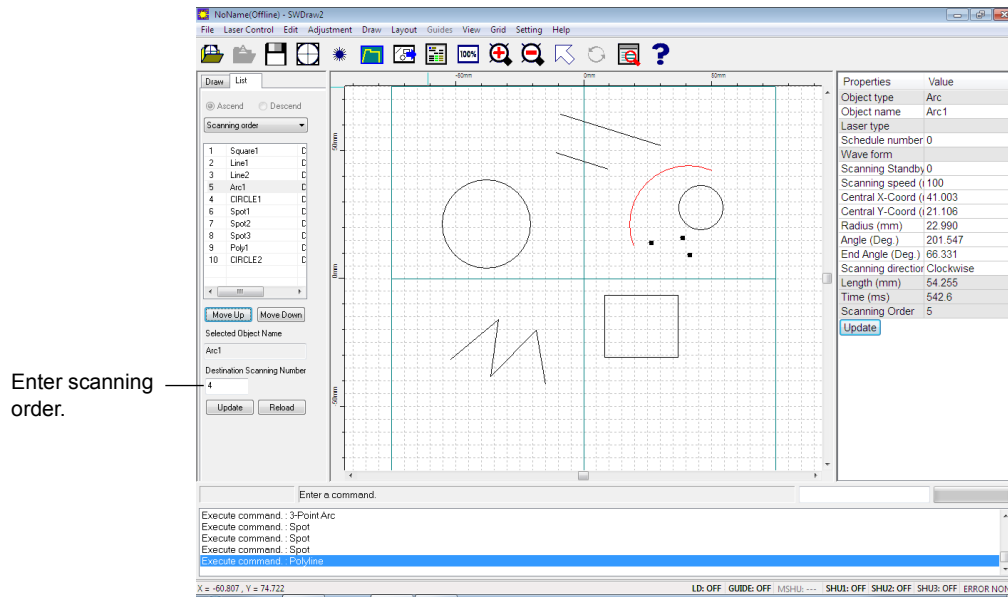 NoName(Offline) - SWDraw2
File Laser Control Edit Adjustment Draw Layout Guides View Grid Setting Help
100%
?
Draw List
Ascend Descend
Scanning order
1 Square1 D
2 Line1 D
3 Line2 D
5 Arc1 D
4 CIRCLE1 D
6 Spot1 D
7 Spot2 D
8 Spot3 D
9 Poly1 D
10 CIRCLE2 D
Move Up Move Down
Selected Object Name
Arc1
Destination Scanning Number
4
Update Reload
Enter scanning
order.
-50mm 0mm 50mm
50mm
0mm
-50mm
Properties Value
Object type Arc
Object name Arc1
Laser type
Schedule number 0
Wave form
Scanning Standby 0
Scanning speed (r 100
Central X-Coord (r 41.003
Central Y-Coord (r 21.106
Radius (mm) 22.990
Angle (Deg.) 201.547
End Angle (Deg.) 66.331
Scanning direction Clockwise
Length (mm) 54.255
Time (ms) 542.6
Scanning Order 5
Update
Enter a command.
Execute command. : 3-Point Arc
Execute command. : Spot
Execute command. : Spot
Execute command. : Spot
Execute command. : Polyline
X = -60.807 , Y = 74.722
LD: OFF GUIDE: OFF MSHU: --- SHU1: OFF SHU2: OFF SHU3: OFF ERROR NON